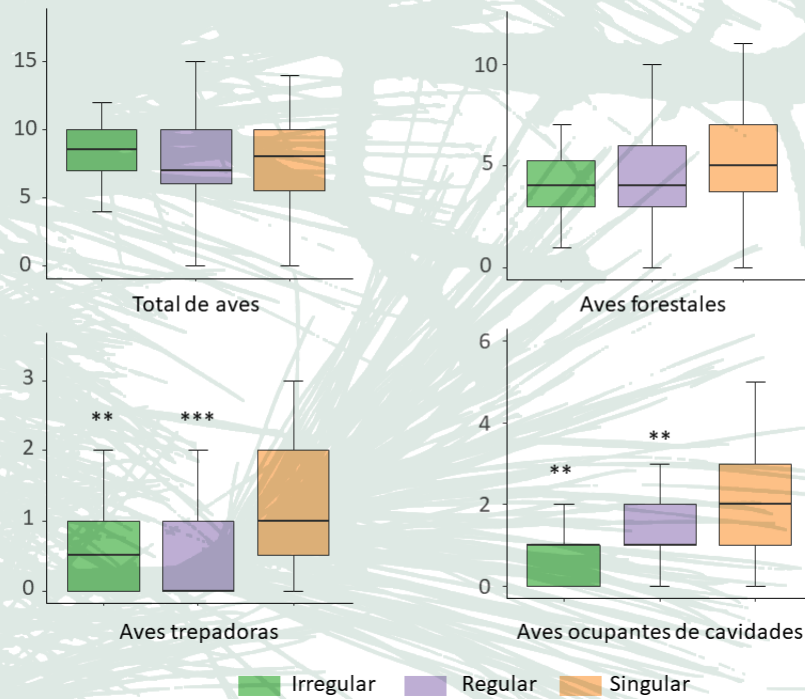 15
10
5
0
Total de aves
10
5
0
Aves forestales
3
2
1
0
**
***
Aves trepadoras
6
4
2
0
**
**
Aves ocupantes de cavidades
Irregular
Regular
Singular